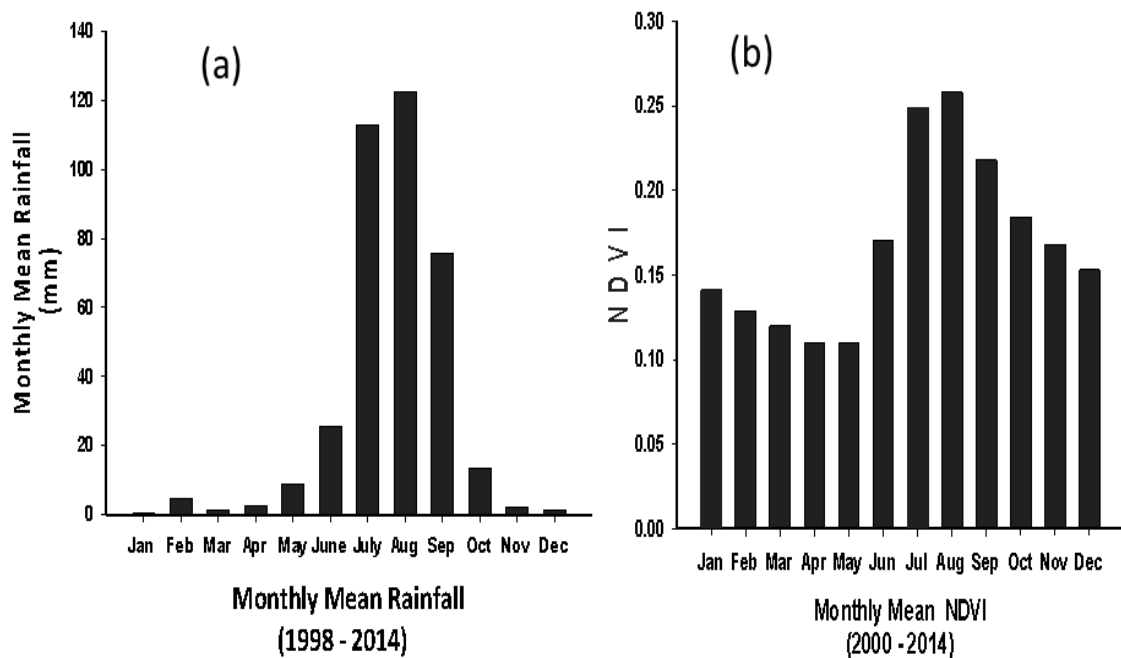 (a)
Monthly Mean Rainfall
(mm)
140
120
100
80
60
40
20
0
Jan Feb Mar Apr May June July Aug Sep Oct Nov Dec
Monthly Mean Rainfall
(1998 - 2014)
(b)
N D V I
0.30
0.25
0.20
0.15
0.10
0.05
0.00
Jan Feb Mar Apr May Jun Jul Aug Sep Oct Nov Dec
Monthly Mean NDVI
(2000 - 2014)